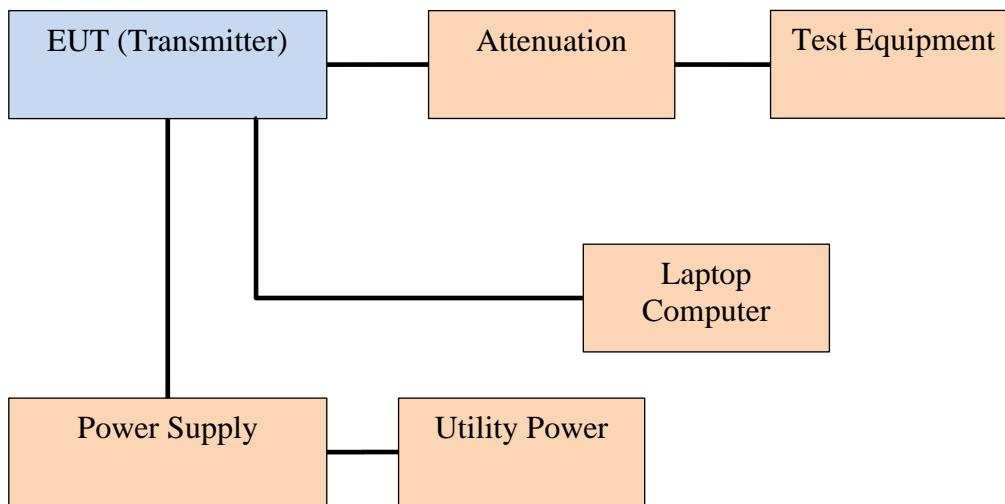 EUT (Transmitter)
Attenuation
Test Equipment
Laptop
Computer
Power Supply
Utility Power